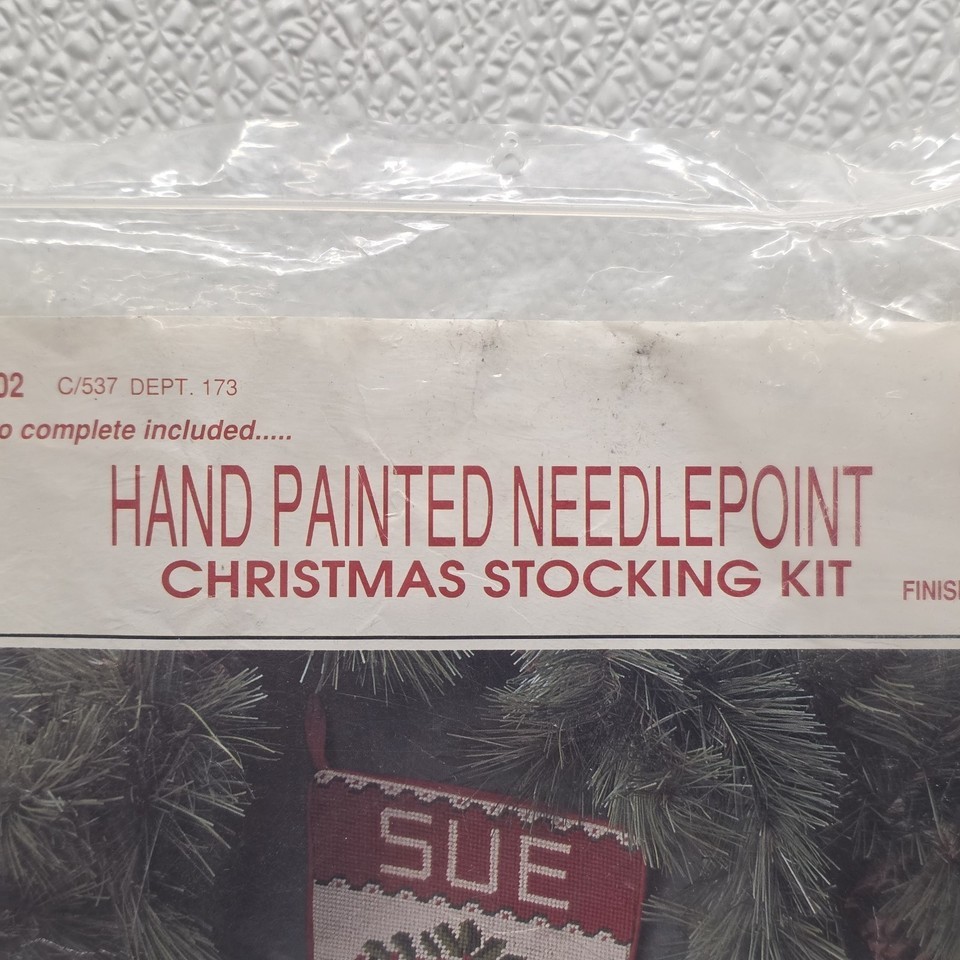 02 C/537 DEPT. 173
o complete included.....
HAND PAINTED NEEDLEPOINT
CHRISTMAS STOCKING KIT
FINIS
SUE